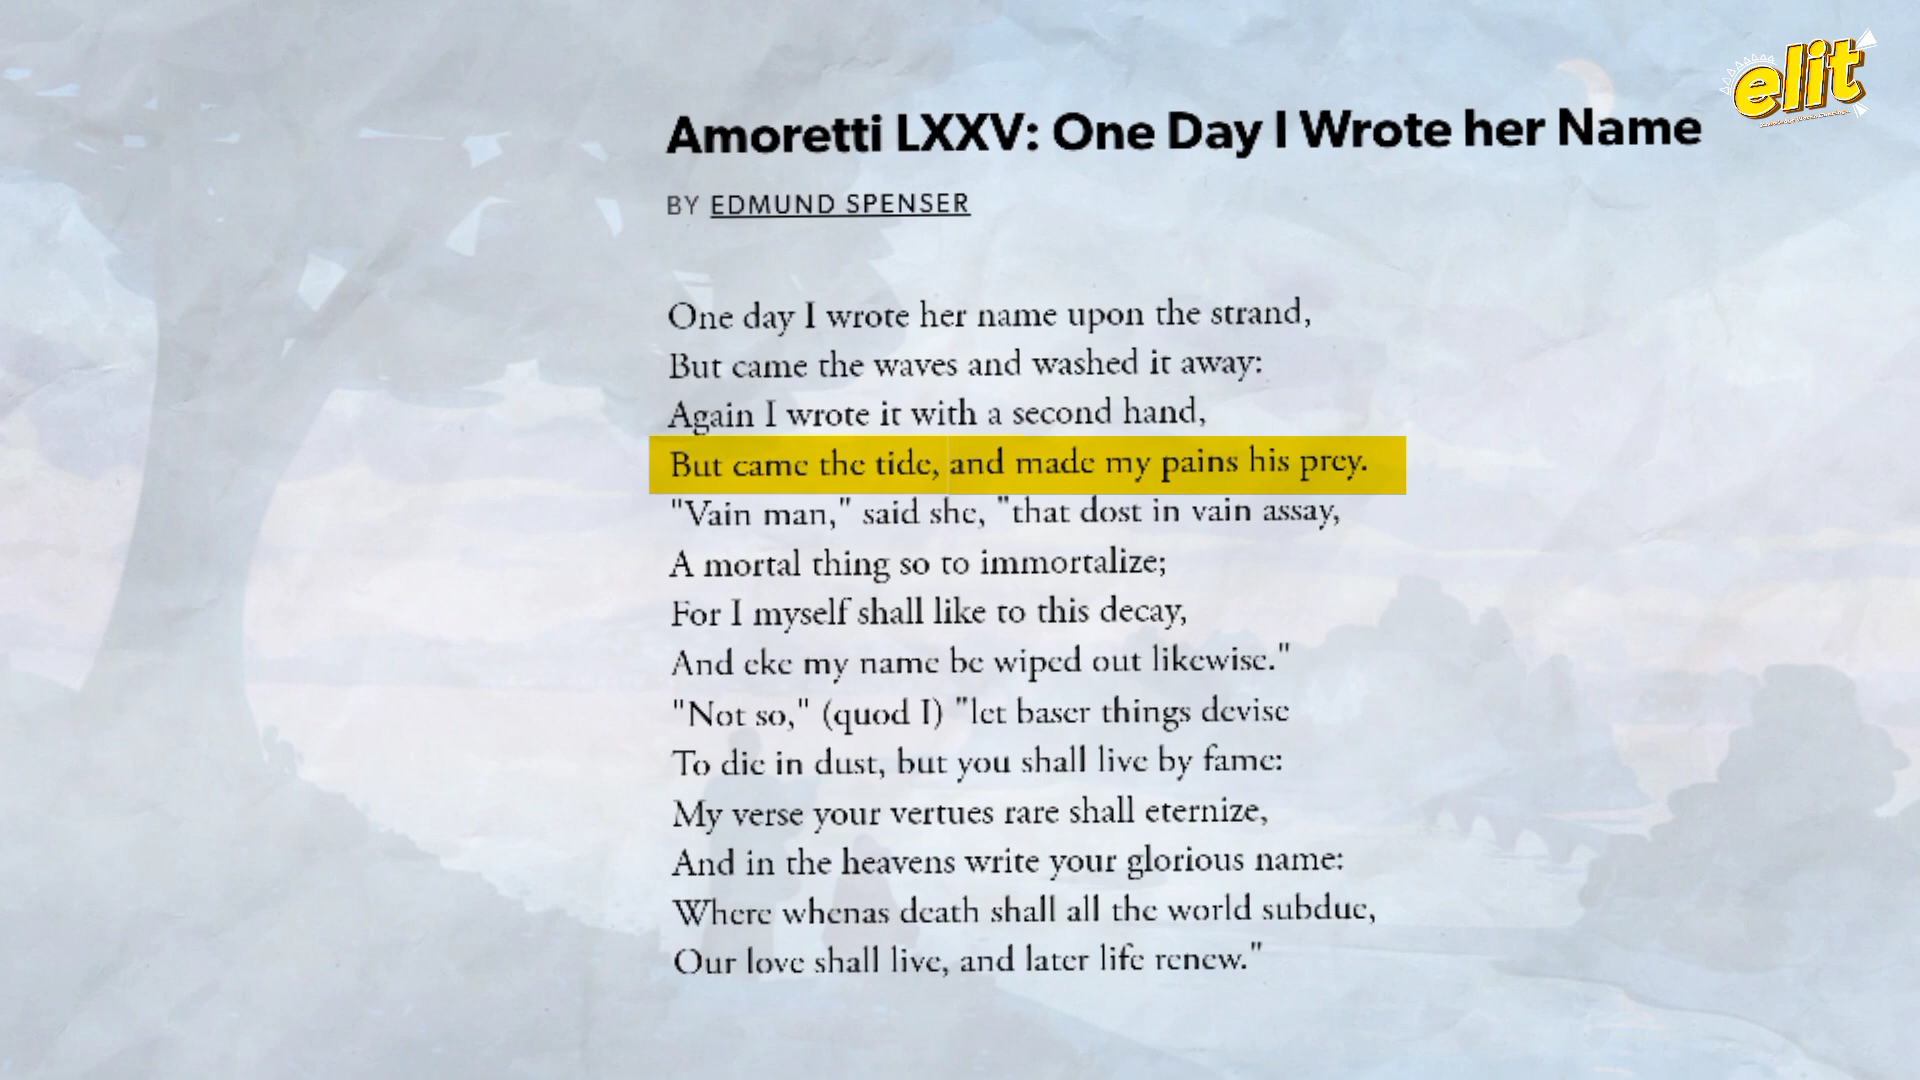 elit
Amoretti LXXV: One Day I Wrote her Name
BY EDMUND SPENSER
One day I wrote her name upon the strand,
But came the waves and washed it away:
Again I wrote it with a second hand,
But came the tide, and made my pains his prey.
"Vain man," said she, "that dost in vain assay,
A mortal thing so to immortalize;
For I myself shall like to this decay,
And eke my name be wiped out likewise."
"Not so," (quod I) "let baser things devise
To die in dust, but you shall live by fame:
My verse your vertues rare shall eternize,
And in the heavens write your glorious name:
Where whenas death shall all the world subdue,
Our love shall live, and later life renew."